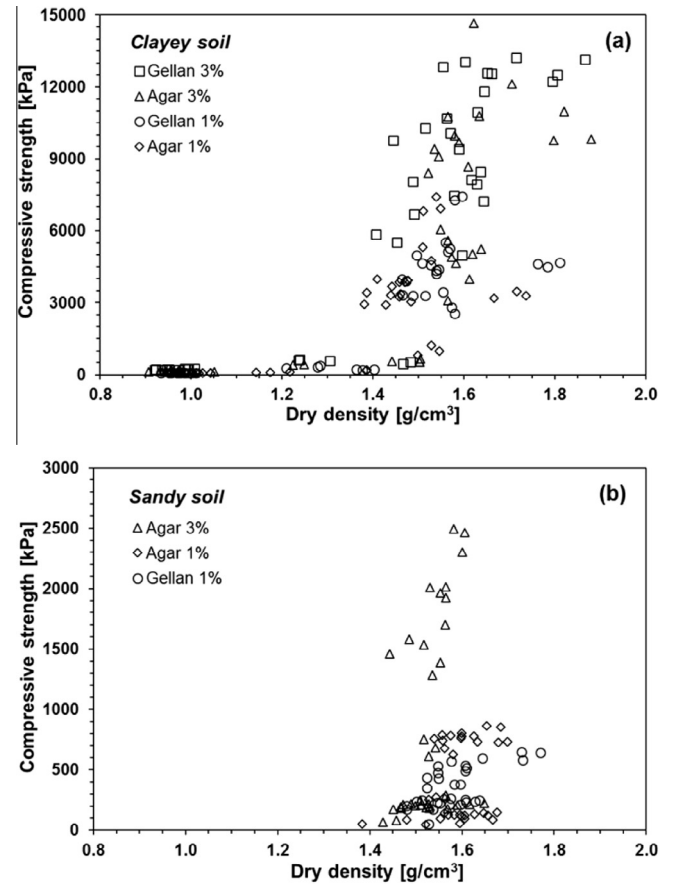 15000
(a)
Clayey soil
Gellan 3%
12000
Agar 3%
Gellan 1%
Agar 1%
9000
6000
3000
0
Compressive strength [kPa]
0.8 1.0 1.2 1.4 1.6 1.8 2.0
Dry density [g/cm³]
3000
(b)
Sandy soil
2500
Agar 3%
Agar 1%
Gellan 1%
2000
1500
1000
500
0
Compressive strength [kPa]
0.8 1.0 1.2 1.4 1.6 1.8 2.0
Dry density [g/cm³]